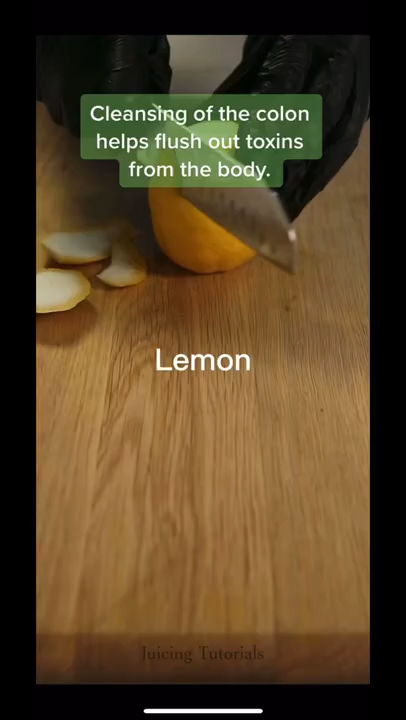 Cleansing of the colon
helps flush out toxins
from the body.
Lemon
Juicing Tutorials